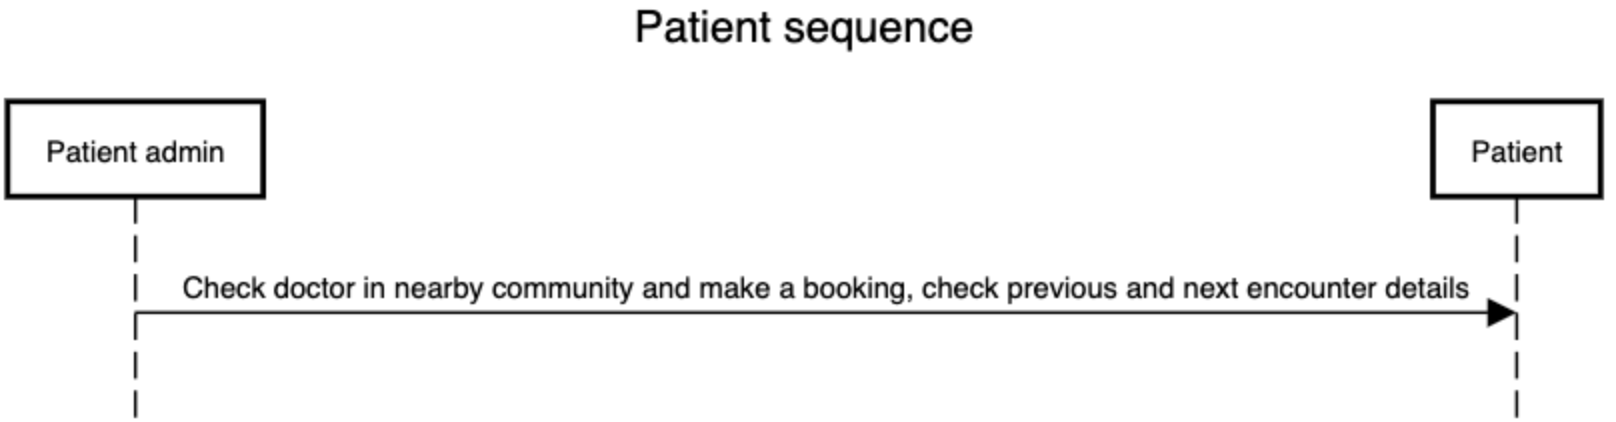 Patient sequence
Patient admin
Patient
Check doctor in nearby community and make a booking, check previous and next encounter details